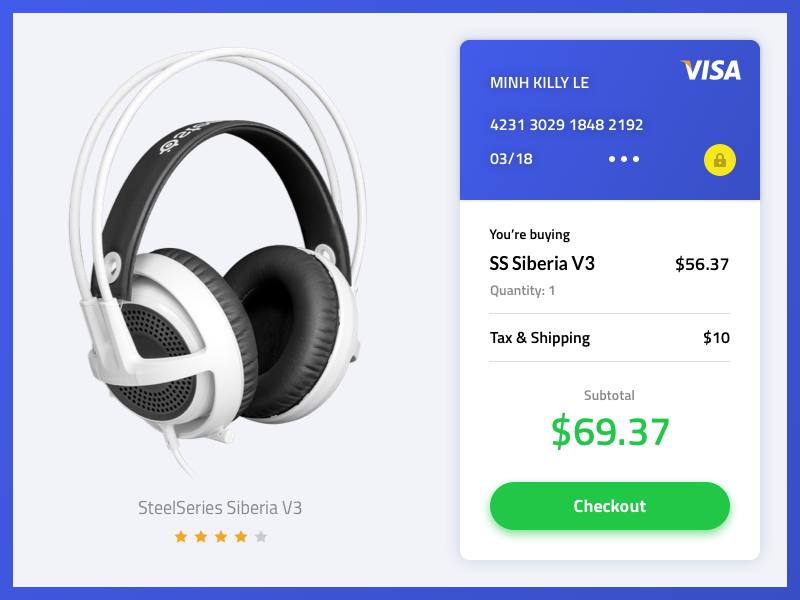 VISA
MINH KILLY LE
4231 3029 1848 2192
03/18
You're buying
SS Siberia V3 $56.37
Quantity: 1
Tax & Shipping $10
Subtotal
$69.37
Checkout
SteelSeries Siberia V3